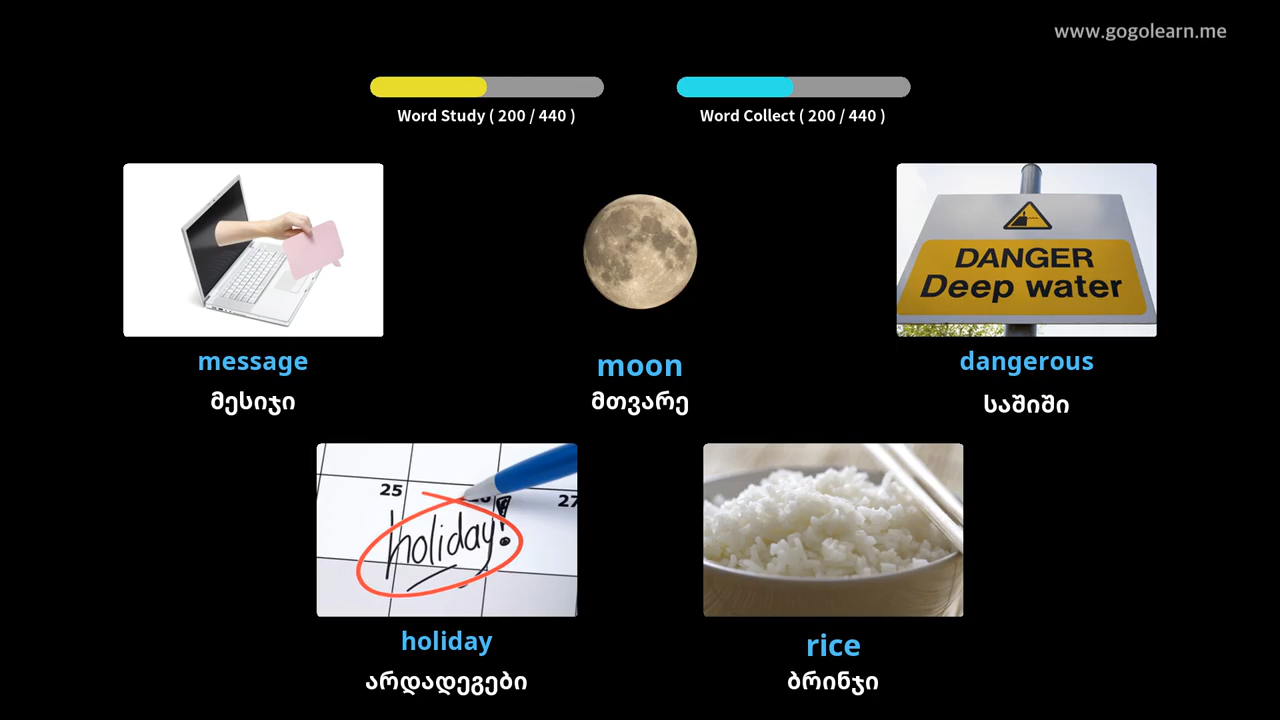 www.gogolearn.me
Word Study ( 200 / 440 )
Word Collect ( 200 / 440 )
DANGER
Deep water
message
მესიჯი
moon
მთვარე
dangerous
საშიში
25
27
holiday!
holiday
არდადეგები
rice
ბრინჯი